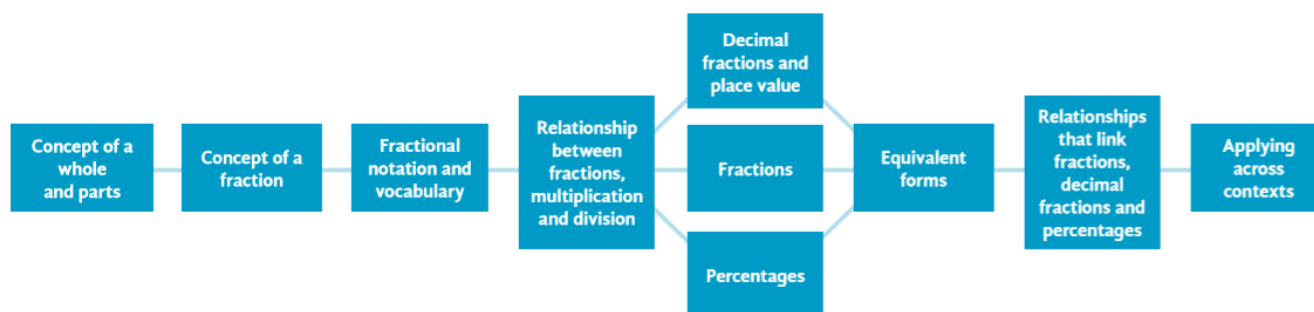 Concept of a
whole
and parts
Concept of a
fraction
Fractional
notation and
vocabulary
Relationship
between
fractions,
multiplication
and division
Decimal
fractions and
place value
Fractions
Percentages
Equivalent
forms
Relationships
that link
fractions,
decimal
fractions and
percentages
Applying
across
contexts